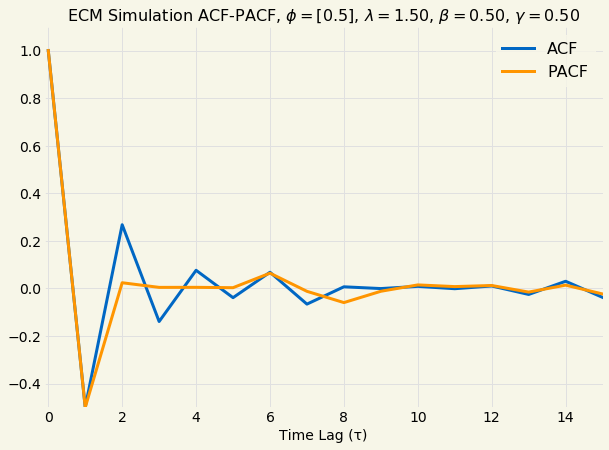 ECM Simulation ACF-PACF, ϕ = [0.5], λ = 1.50, β = 0.50, γ = 0.50
ACF
PACF
1.0
0.8
0.6
0.4
0.2
0.0
−0.2
−0.4
0 2 4 6 8 10 12 14
Time Lag (τ)